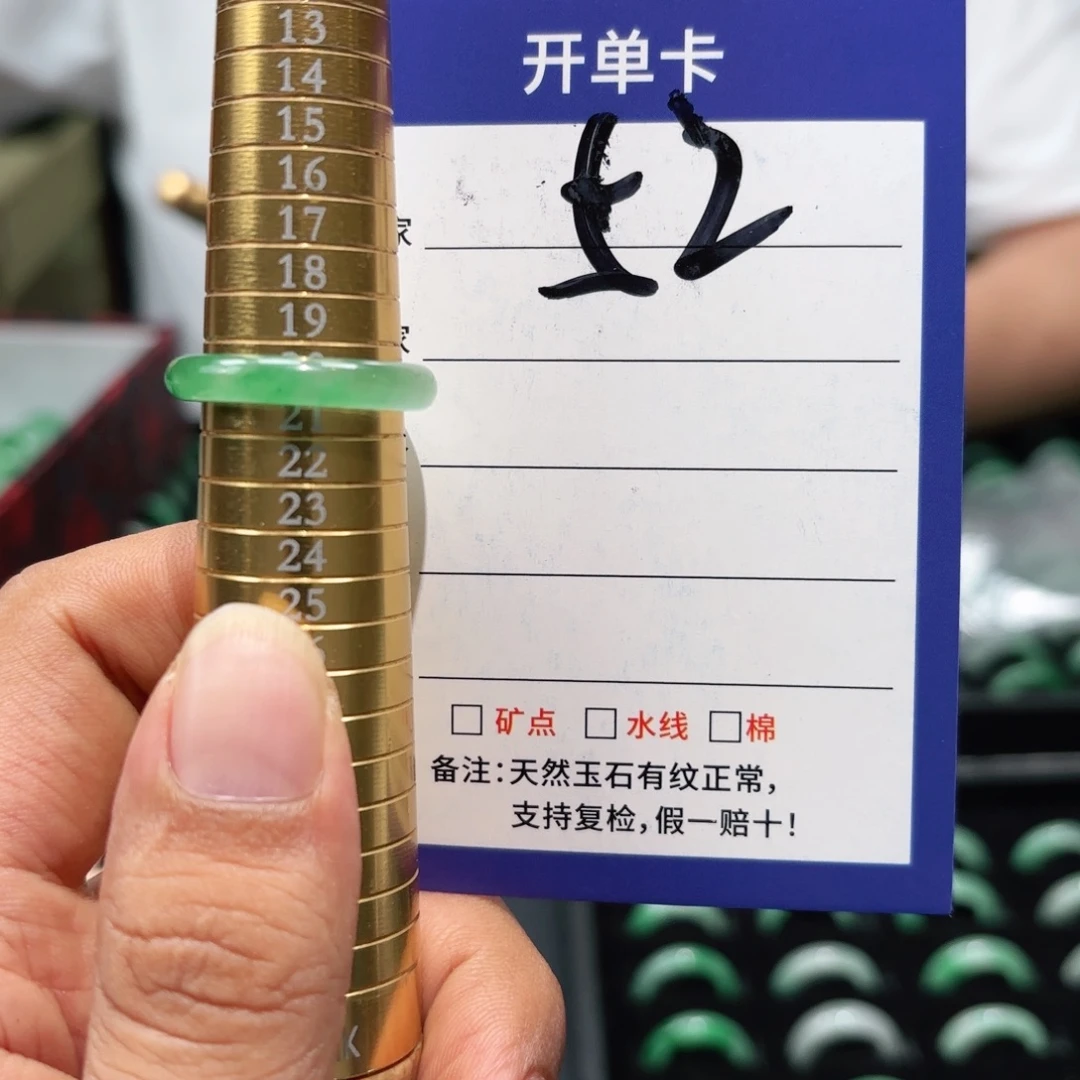 开单卡
13
14
15
16
17
18
19
21
22
23
24
25
家
家
□ 矿点 □ 水线 □ 棉
备注:天然玉石有纹正常,
支持复检,假一赔十!